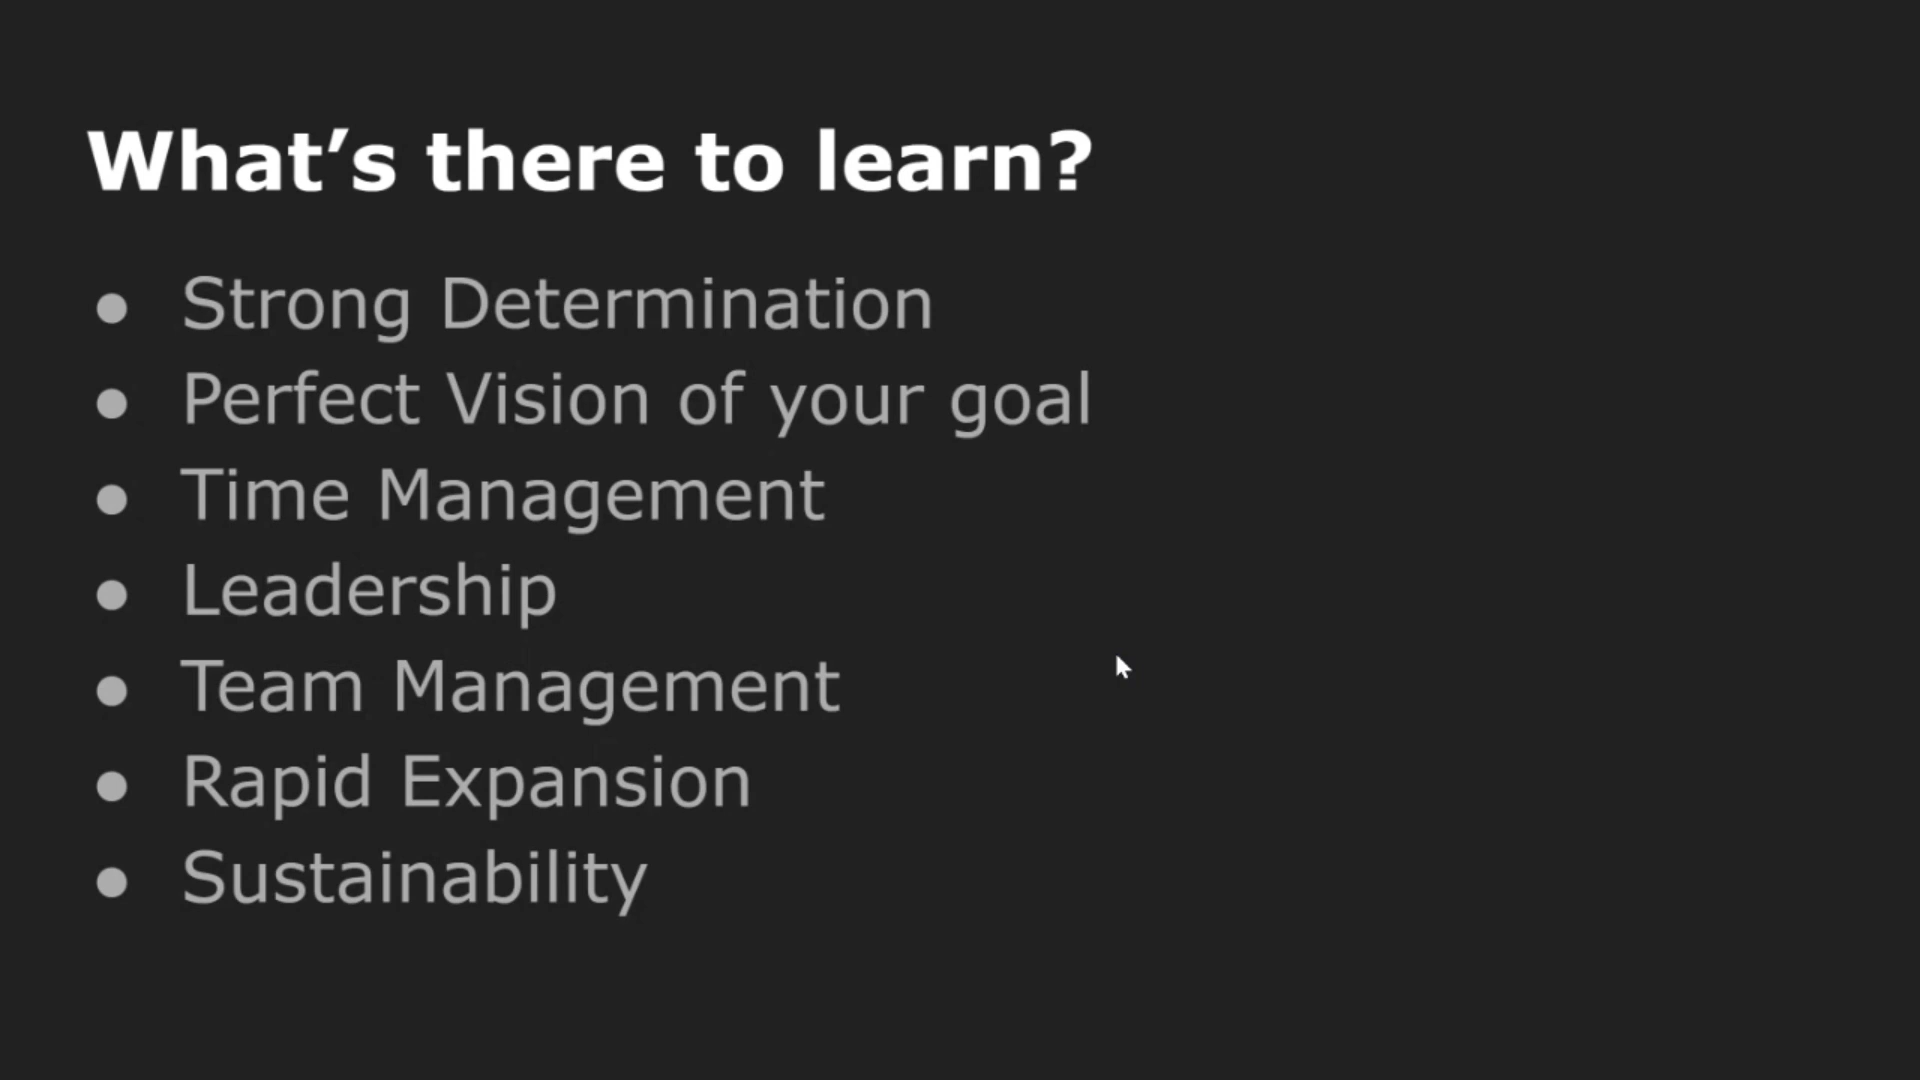 What’s there to learn?
● Strong Determination
● Perfect Vision of your goal
● Time Management
● Leadership
● Team Management
● Rapid Expansion
● Sustainability